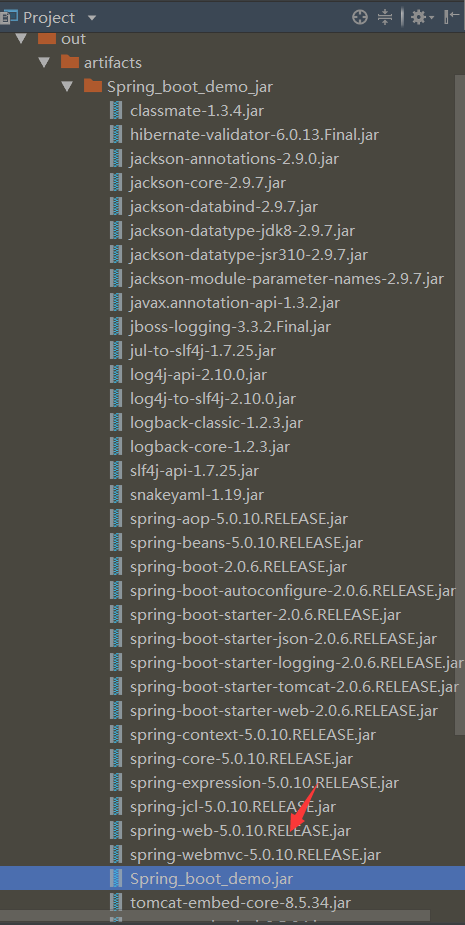 Project
out
artifacts
Spring_boot_demo_jar
classmate-1.3.4.jar
hibernate-validator-6.0.13.Final.jar
jackson-annotations-2.9.0.jar
jackson-core-2.9.7.jar
jackson-databind-2.9.7.jar
jackson-datatype-jdk8-2.9.7.jar
jackson-datatype-jsr310-2.9.7.jar
jackson-module-parameter-names-2.9.7.jar
javax.annotation-api-1.3.2.jar
jboss-logging-3.3.2.Final.jar
jul-to-slf4j-1.7.25.jar
log4j-api-2.10.0.jar
log4j-to-slf4j-2.10.0.jar
logback-classic-1.2.3.jar
logback-core-1.2.3.jar
slf4j-api-1.7.25.jar
snakeyaml-1.19.jar
spring-aop-5.0.10.RELEASE.jar
spring-beans-5.0.10.RELEASE.jar
spring-boot-2.0.6.RELEASE.jar
spring-boot-autoconfigure-2.0.6.RELEASE.jar
spring-boot-starter-2.0.6.RELEASE.jar
spring-boot-starter-json-2.0.6.RELEASE.jar
spring-boot-starter-logging-2.0.6.RELEASE.jar
spring-boot-starter-tomcat-2.0.6.RELEASE.jar
spring-boot-starter-web-2.0.6.RELEASE.jar
spring-context-5.0.10.RELEASE.jar
spring-core-5.0.10.RELEASE.jar
spring-expression-5.0.10.RELEASE.jar
spring-jcl-5.0.10.RELEASE.jar
spring-web-5.0.10.RELEASE.jar
spring-webmvc-5.0.10.RELEASE.jar
Spring_boot_demo.jar
tomcat-embed-core-8.5.34.jar